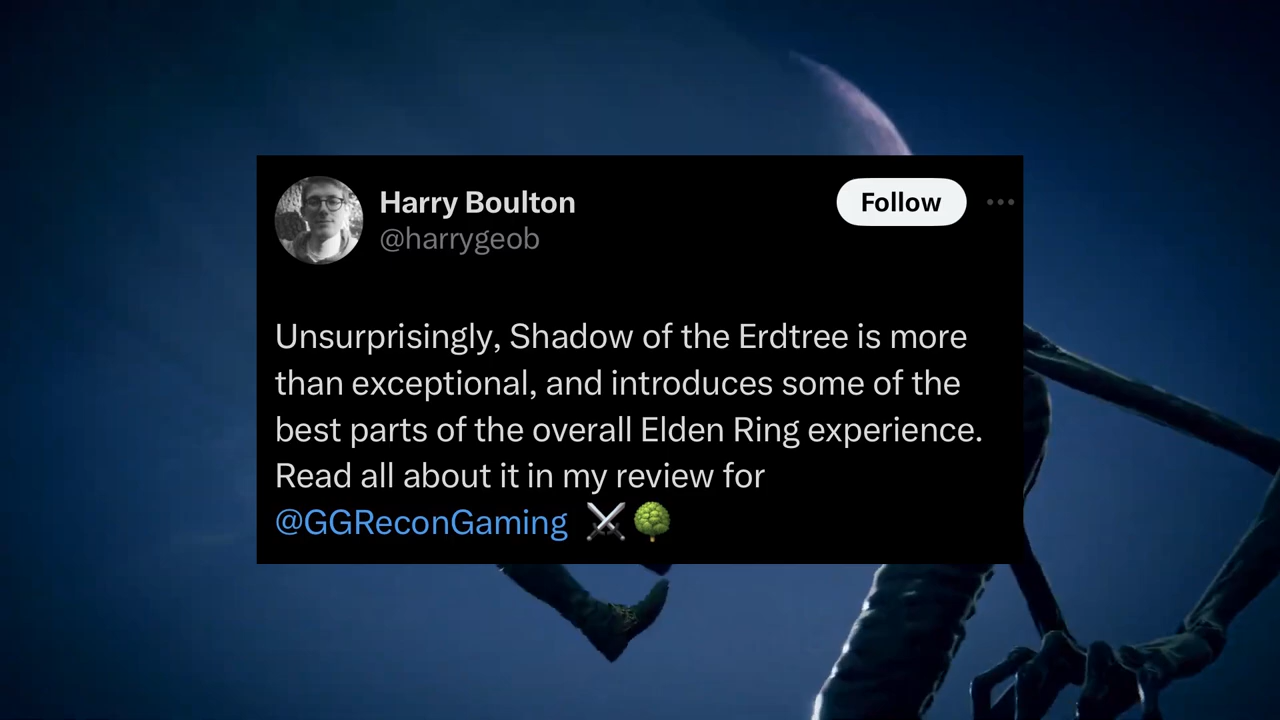 Harry Boulton
@harrygeob
Follow
Unsurprisingly, Shadow of the Erdtree is more
than exceptional, and introduces some of the
best parts of the overall Elden Ring experience.
Read all about it in my review for
@GGReconGaming ⚔️🌳